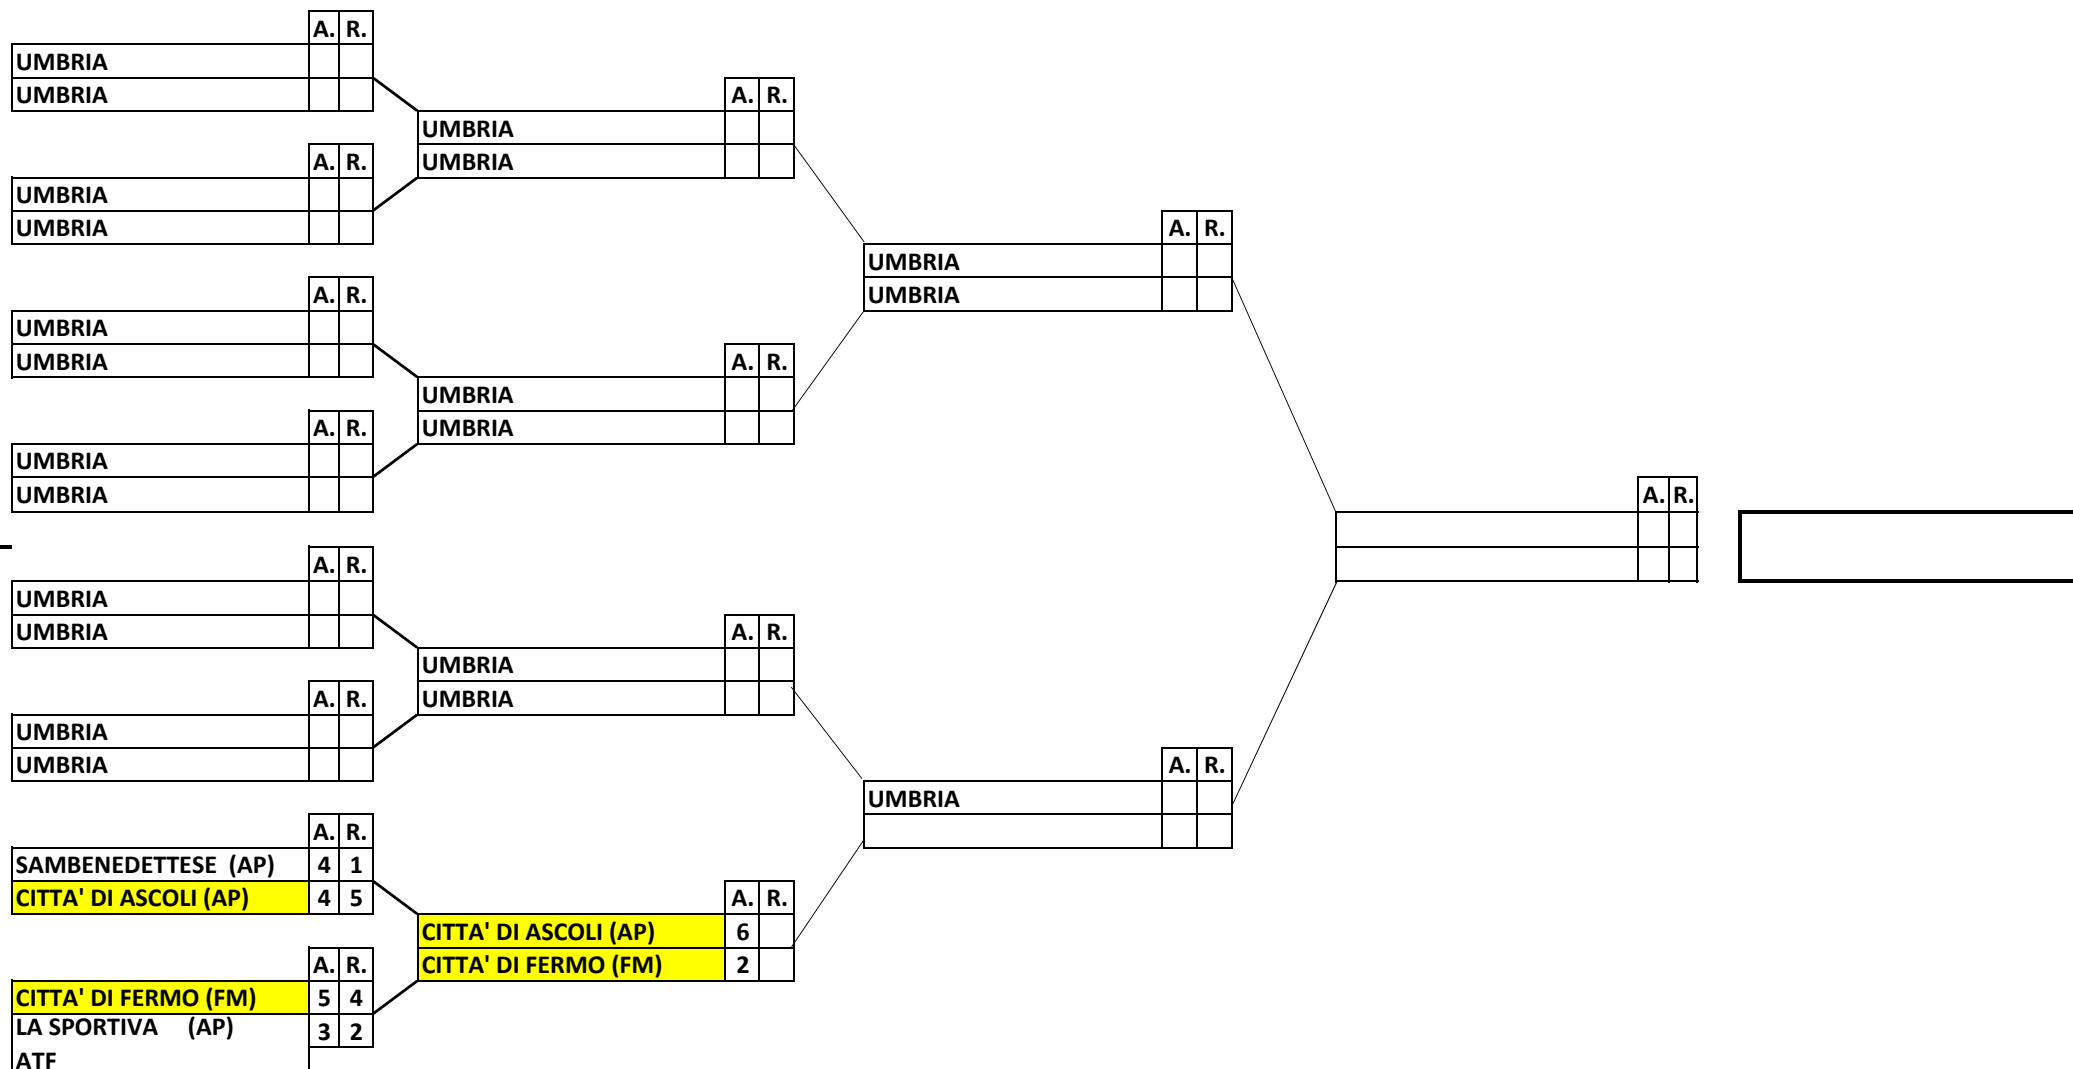 A. R.
UMBRIA
UMBRIA
A. R.
UMBRIA
UMBRIA
A. R.
UMBRIA
UMBRIA
A. R.
UMBRIA
UMBRIA
A. R.
UMBRIA
UMBRIA
A. R.
UMBRIA
UMBRIA
A. R.
SAMBENEDETTESE (AP) 4 1
CITTA' DI ASCOLI (AP) 4 5
A. R.
CITTA' DI FERMO (FM) 5 4
LA SPORTIVA (AP) 3 2
ATF
A. R.
UMBRIA
UMBRIA
A. R.
UMBRIA
UMBRIA
A. R.
UMBRIA
UMBRIA
A. R.
CITTA' DI ASCOLI (AP) 6
CITTA' DI FERMO (FM) 2
A. R.
UMBRIA
UMBRIA
A. R.
UMBRIA
A. R.